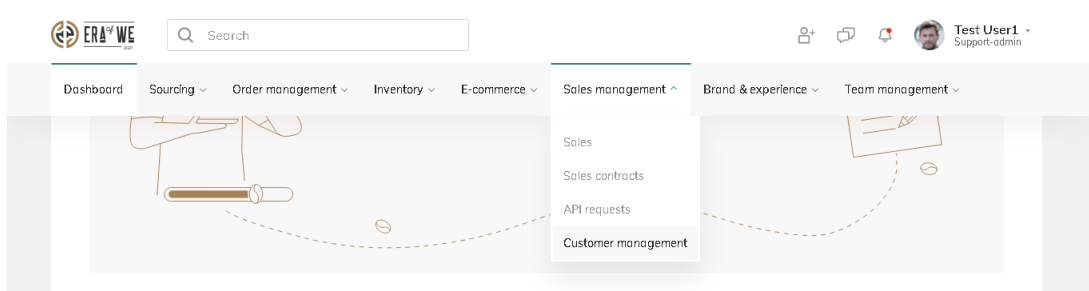 ERA OF WE
Search
Test User1
Support-admin
Dashboard
Sourcing
Order management
Inventory
E-commerce
Sales management
Brand & experience
Team management
Sales
Sales contracts
API requests
Customer management